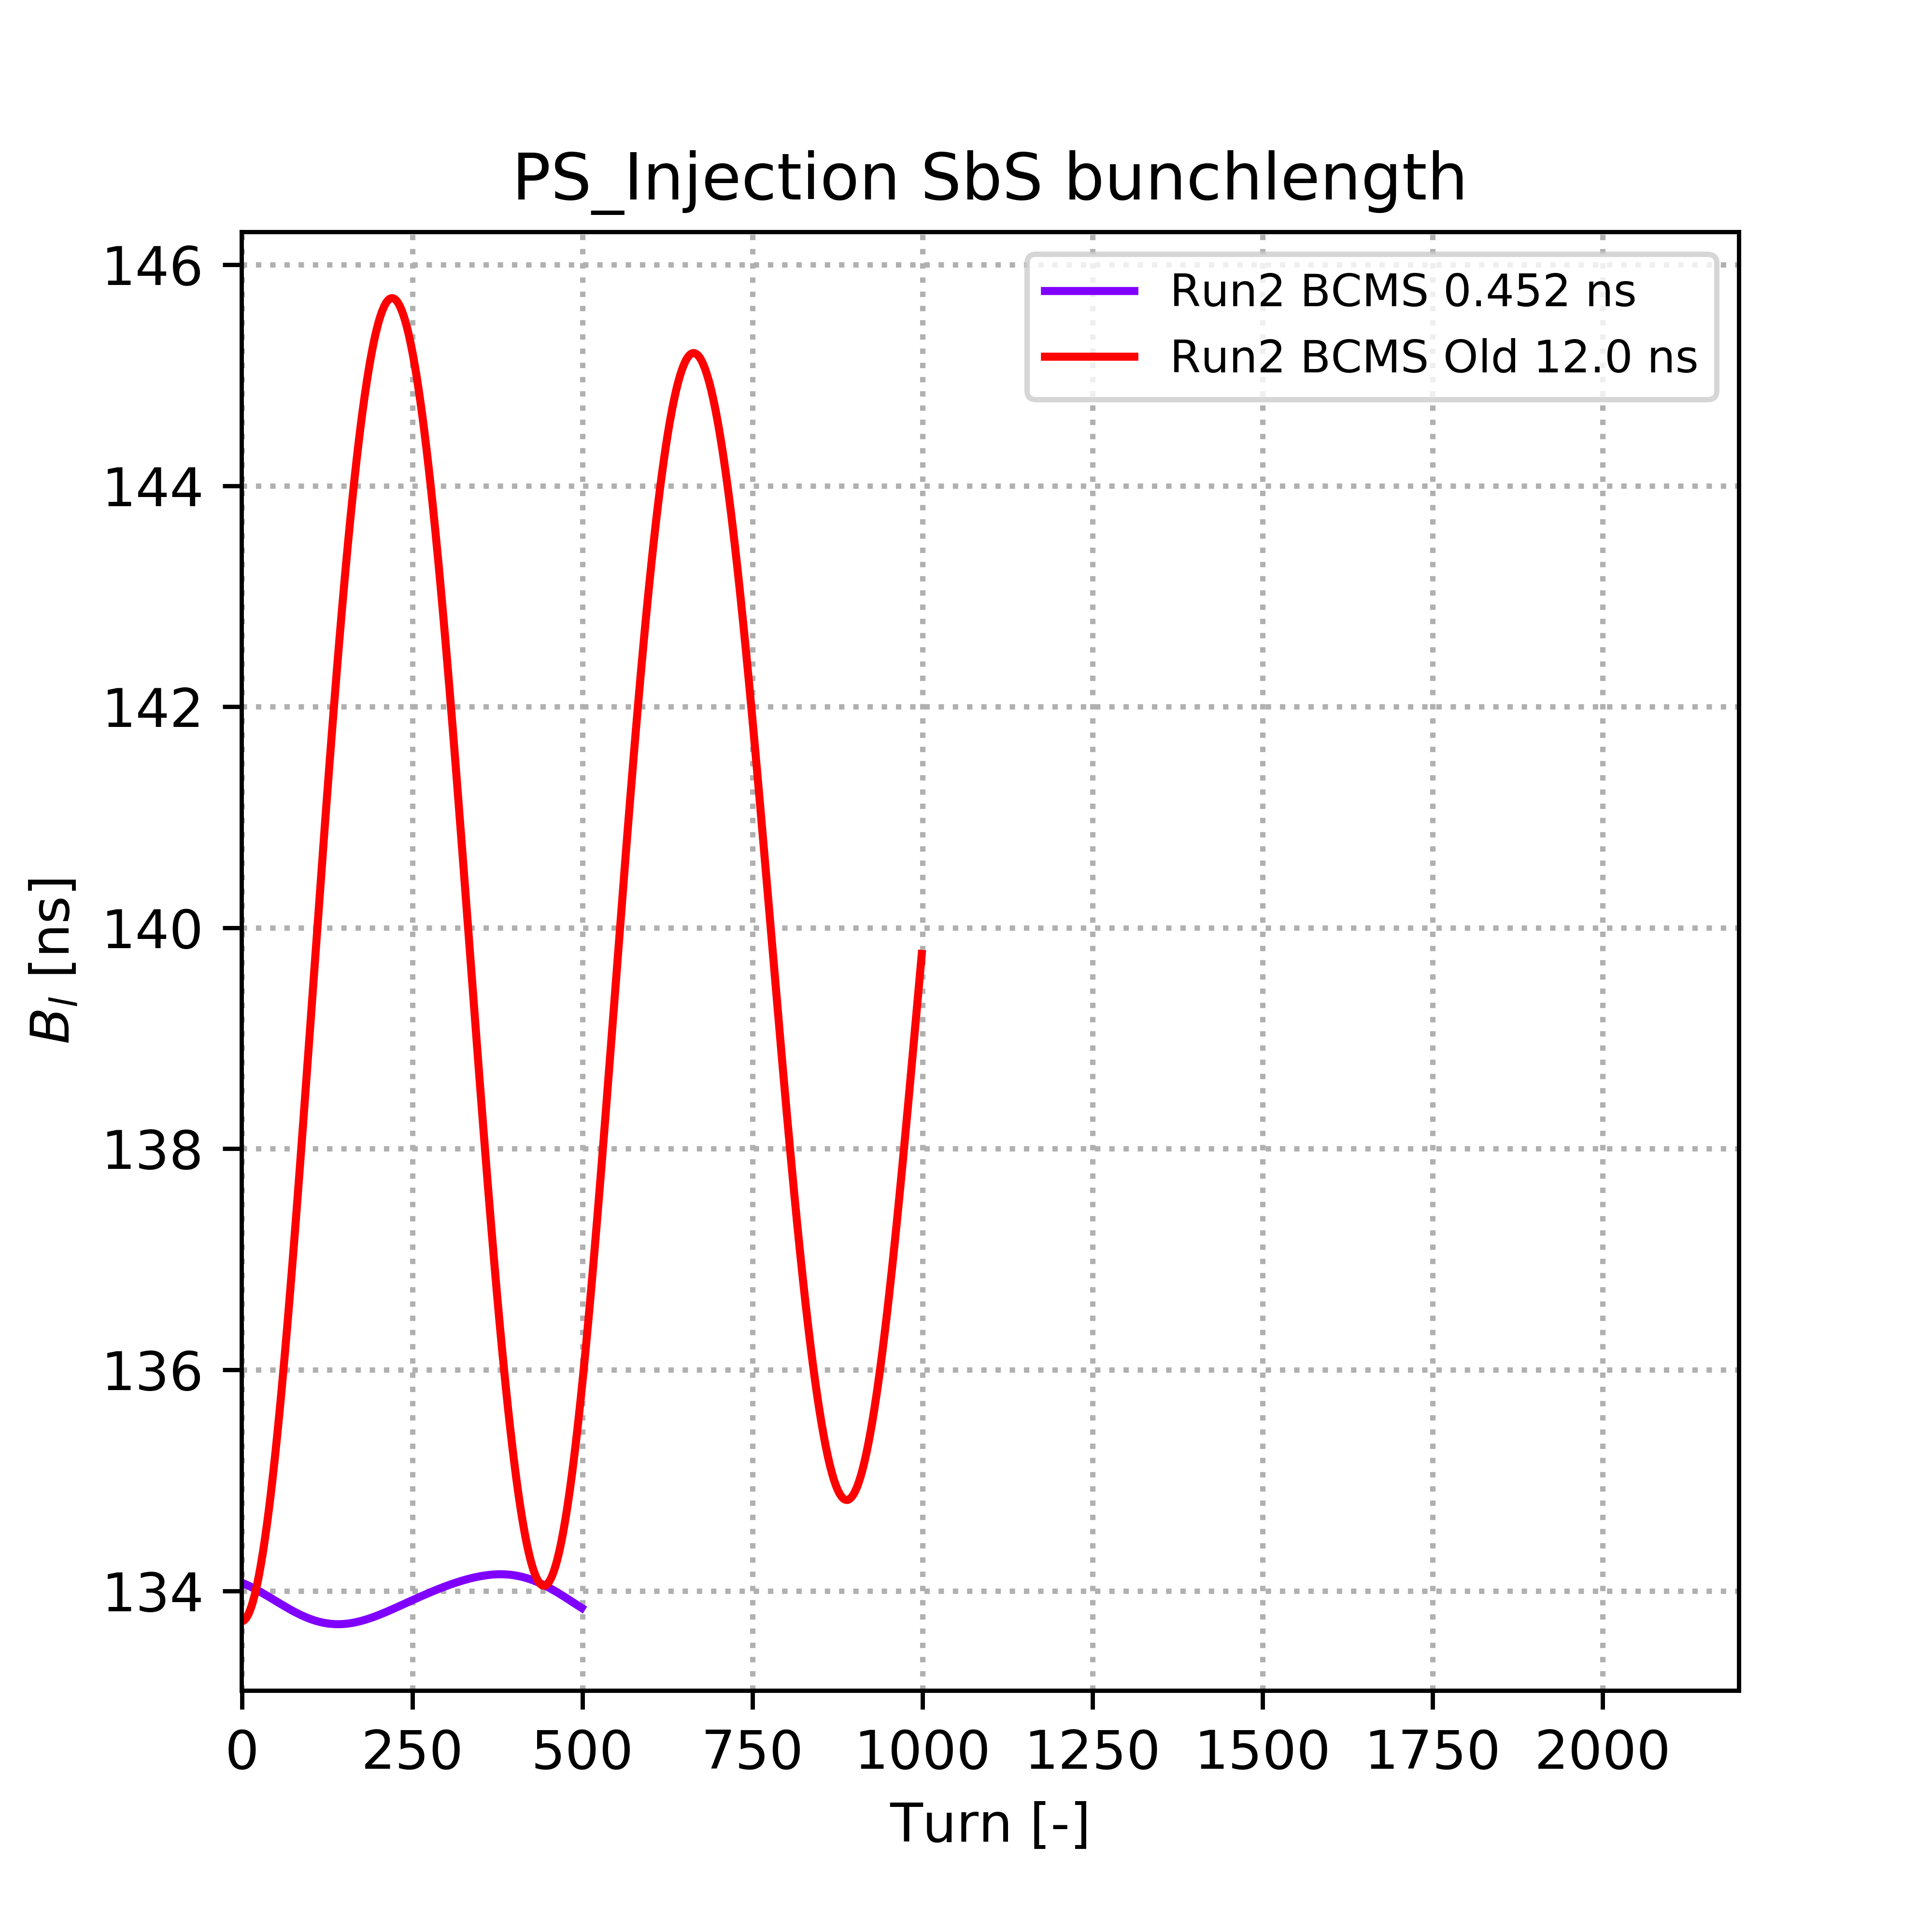 PS_Injection SbS bunchlength
Run2 BCMS 0.452 ns
Run2 BCMS Old 12.0 ns
146
144
142
140
138
136
134
B_l [ns]
0 250 500 750 1000 1250 1500 1750 2000
Turn [-]